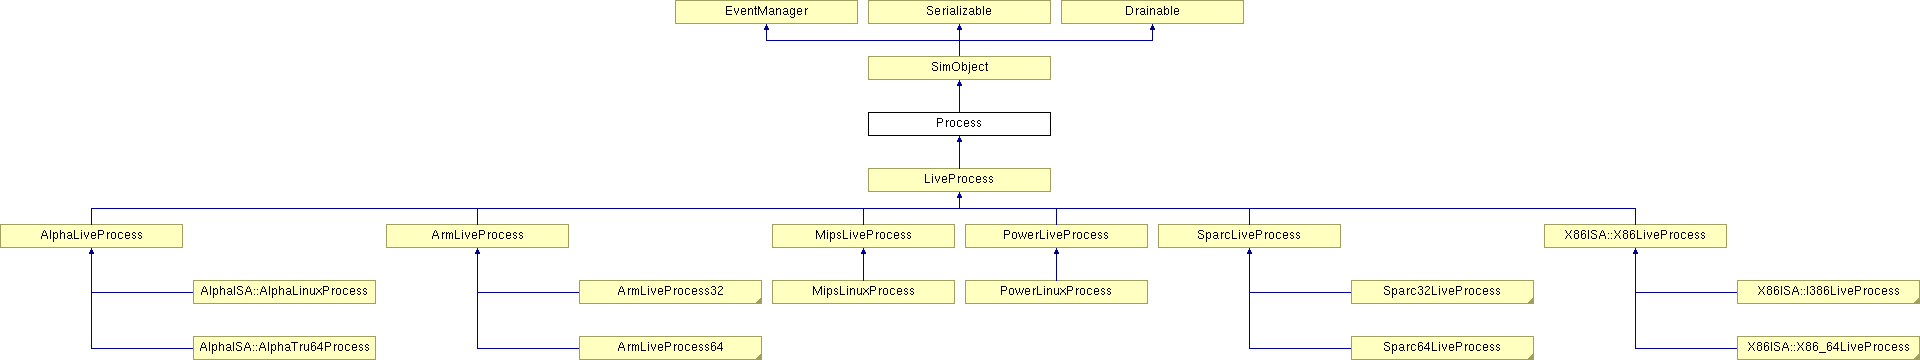 EventManager
Serializable
Drainable
SimObject
Process
LiveProcess
AlphaLiveProcess
ArmLiveProcess
MipsLiveProcess
PowerLiveProcess
SparcLiveProcess
X86ISA::X86LiveProcess
AlphaISA::AlphaLinuxProcess
ArmLiveProcess32
MipsLinuxProcess
PowerLinuxProcess
Sparc32LiveProcess
X86ISA::I386LiveProcess
AlphaISA::AlphaTru64Process
ArmLiveProcess64
Sparc64LiveProcess
X86ISA::X86_64LiveProcess